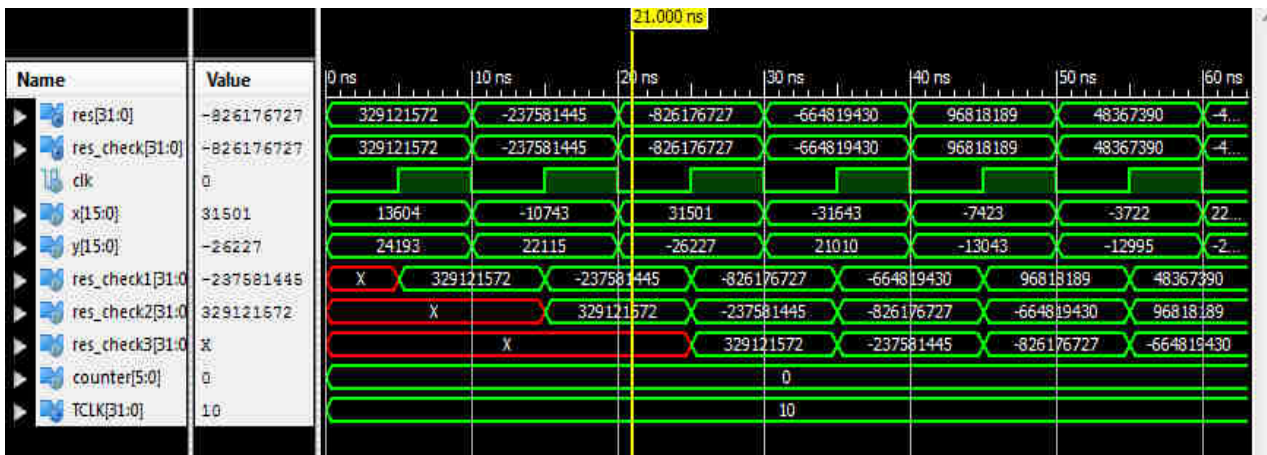 21.000 ns
Name Value 0 ns 10 ns 20 ns 30 ns 40 ns 50 ns 60 ns
res[31:0] -826176727 329121572 -237581445 -826176727 -664819430 96818189 48367390 -4...
res_check[31:0] -826176727 329121572 -237581445 -826176727 -664819430 96818189 48367390 -4...
clk 0
x[15:0] 31501 13604 -10743 31501 -31643 -7423 -3722 22...
y[15:0] -26227 24193 22115 -26227 21010 -13043 -12995 -2...
res_check1[31:0 -237581445 X 329121572 -237581445 -826176727 -664819430 96818189 48367390
res_check2[31:0 329121572 X 329121572 -237581445 -826176727 -664819430 96818189
res_check3[31:0 X X 329121572 -237581445 -826176727 -664819430
counter[5:0] 0 0
TCLK[31:0] 10 10